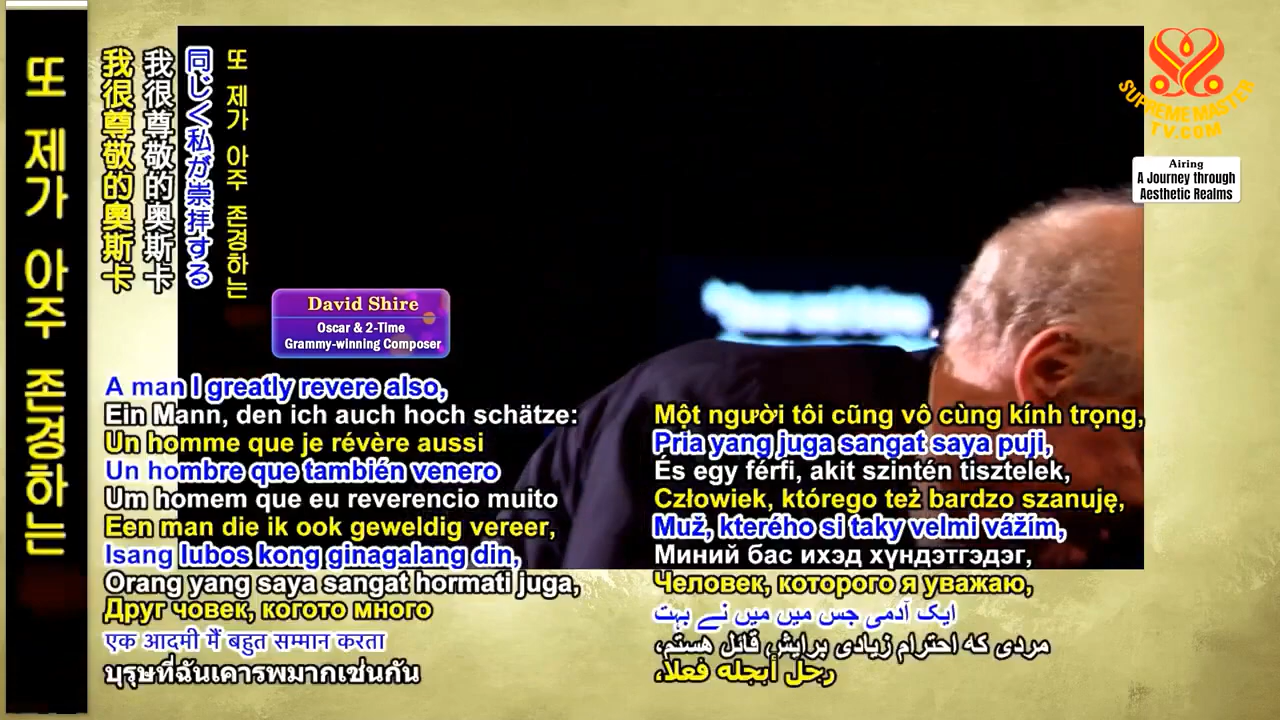 또 제가 아주 존경하는
我很尊敬的奧斯卡
我很尊敬的奥斯卡
同じく私が崇拝する
또 제가 아주 존경하는
SUPREME MASTER
TV.COM
Airing
A Journey through
Aesthetic Realms
David Shire
Oscar & 2-Time
Grammy-winning Composer
A man I greatly revere also,
Ein Mann, den ich auch hoch schätze:
Un homme que je révère aussi
Un hombre que también venero
Um homem que eu reverencio muito
Een man die ik ook geweldig vereer,
Isang lubos kong ginagalang din,
Orang yang saya sangat hormati juga,
Друг човек, когото много
एक आदमी मैं बहुत सम्मान करता
บุรุษที่ฉันเคารพมากเช่นกัน
Một người tôi cũng vô cùng kính trọng,
Pria yang juga sangat saya puji,
És egy férfi, akit szintén tisztelek,
Człowiek, którego też bardzo szanuję,
Muž, kterého si taky velmi vážím,
Миний бас ихэд хүндэтгэдэг,
Человек, которого я уважаю,
ایک آدمی جس میں میں نے بہت
مردی که احترام زیادی برایش قائل هستم،
رجل أبجله فعلا،